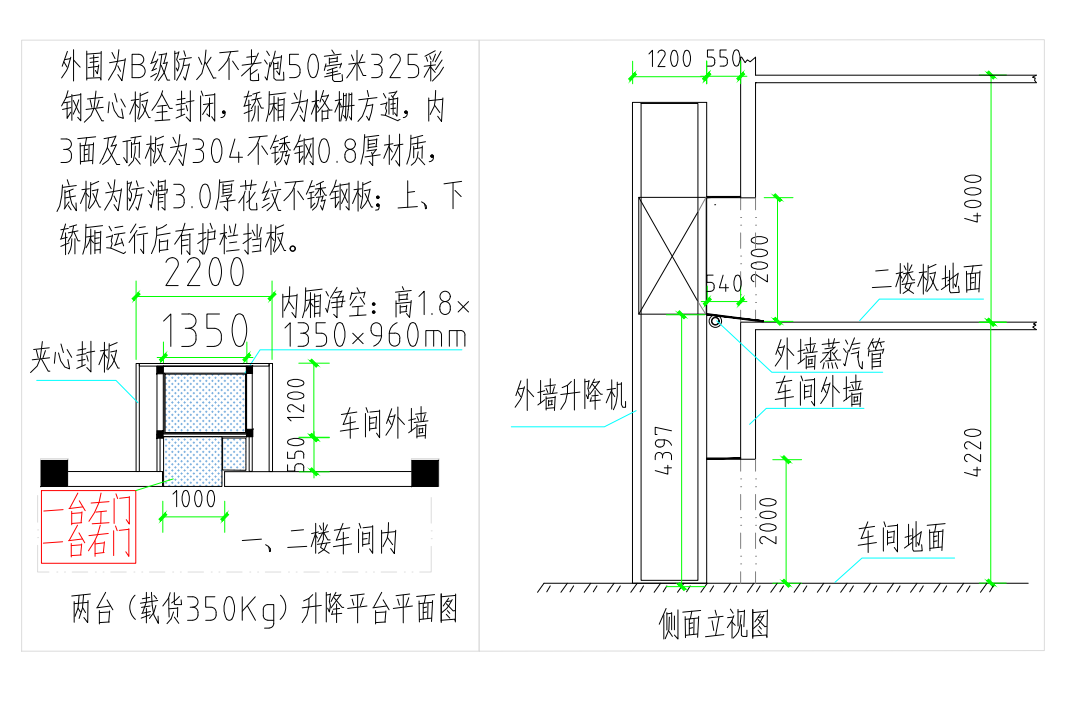 外围为B级防火不老泡50毫米325彩
钢夹心板全封闭，轿厢为格栅方通，内
3面及顶板为304不锈钢0.8厚材质，
底板为防滑3.0厚花纹不锈钢板；上、下
轿厢运行后有护栏挡板。
2200
内厢净空：高1.8×
1350×960mm
1350
夹心封板
1200
车间外墙
550
一台左门
一台右门
1000
一、二楼车间内
两台（载货350Kg）升降平台平面图
1200
550
4000
2000
540
二楼板地面
外墙蒸汽管
车间外墙
外墙升降机
4397
4220
2000
车间地面
侧面立视图